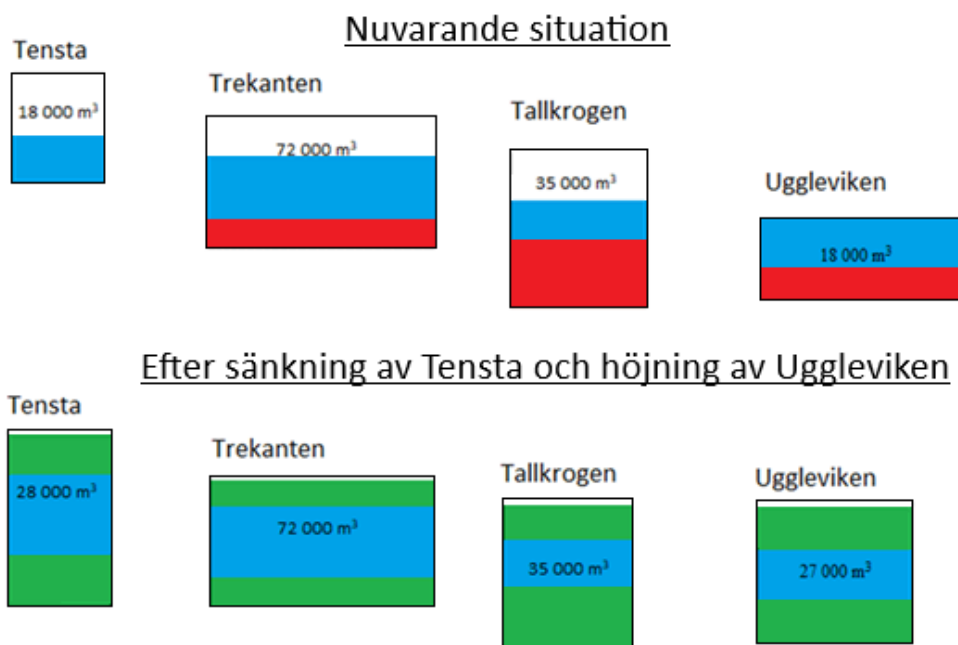 Nuvarande situation
Tensta
18 000 m³
Trekanten
72 000 m³
Tallkrogen
35 000 m³
Uggleviken
18 000 m³
Efter sänkning av Tensta och höjning av Uggleviken
Tensta
28 000 m³
Trekanten
72 000 m³
Tallkrogen
35 000 m³
Uggleviken
27 000 m³